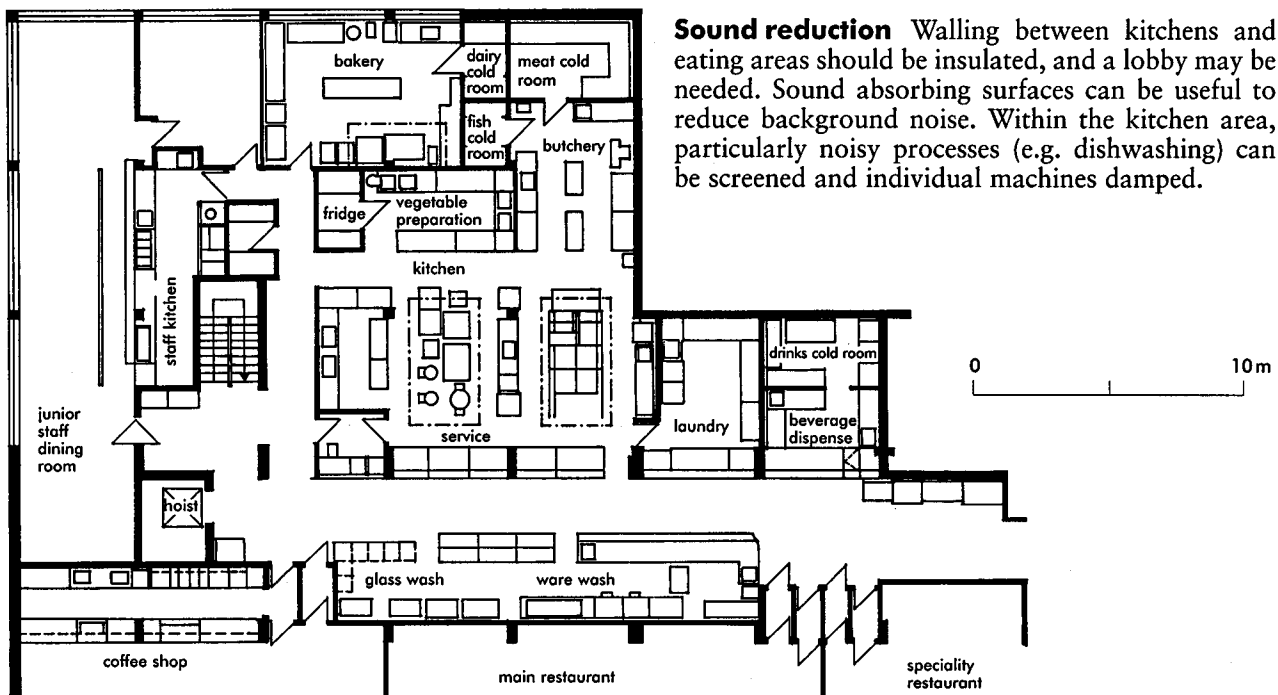 Sound reduction Walling between kitchens and
eating areas should be insulated, and a lobby may be
needed. Sound absorbing surfaces can be useful to
reduce background noise. Within the kitchen area,
particularly noisy processes (e.g. dishwashing) can
be screened and individual machines damped.
bakery
dairy
cold
room
meat cold
room
fish
cold
room
butchery
fridge
vegetable
preparation
kitchen
staff kitchen
drinks cold room
0 10 m
junior
staff
dining
room
service
laundry
beverage
dispense
hoist
glass wash
ware wash
coffee shop
main restaurant
speciality
restaurant